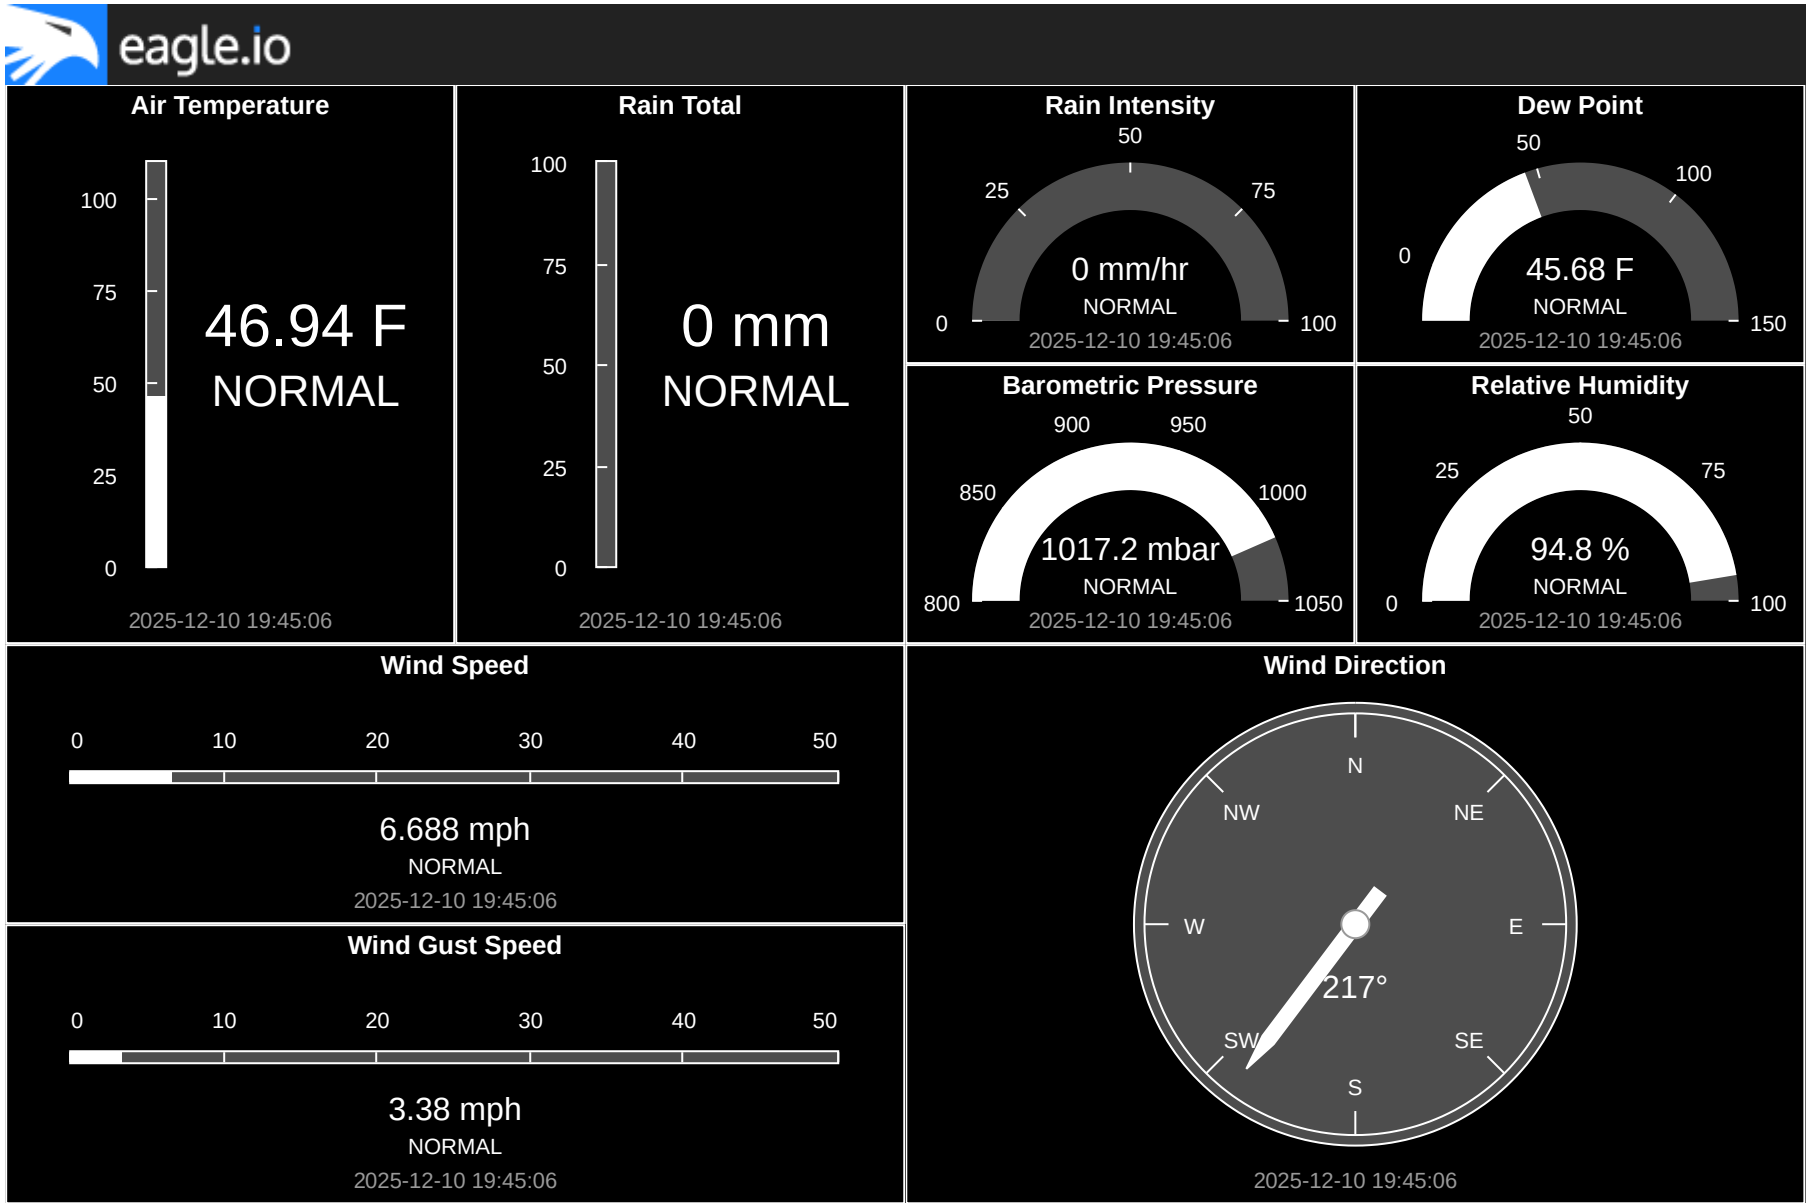 eagle.io
Air Temperature
100
75
50
25
0
46.94 F
NORMAL
2025-12-10 19:45:06
Rain Total
100
75
50
25
0
0 mm
NORMAL
2025-12-10 19:45:06
Rain Intensity
50
25
75
0
100
0 mm/hr
NORMAL
2025-12-10 19:45:06
Dew Point
50
100
0
150
45.68 F
NORMAL
2025-12-10 19:45:06
Barometric Pressure
900
950
850
1000
800
1050
1017.2 mbar
NORMAL
2025-12-10 19:45:06
Relative Humidity
50
25
75
0
100
94.8 %
NORMAL
2025-12-10 19:45:06
Wind Speed
0 10 20 30 40 50
6.688 mph
NORMAL
2025-12-10 19:45:06
Wind Gust Speed
0 10 20 30 40 50
3.38 mph
NORMAL
2025-12-10 19:45:06
Wind Direction
N
NW
NE
W
E
217°
SW
SE
S
2025-12-10 19:45:06